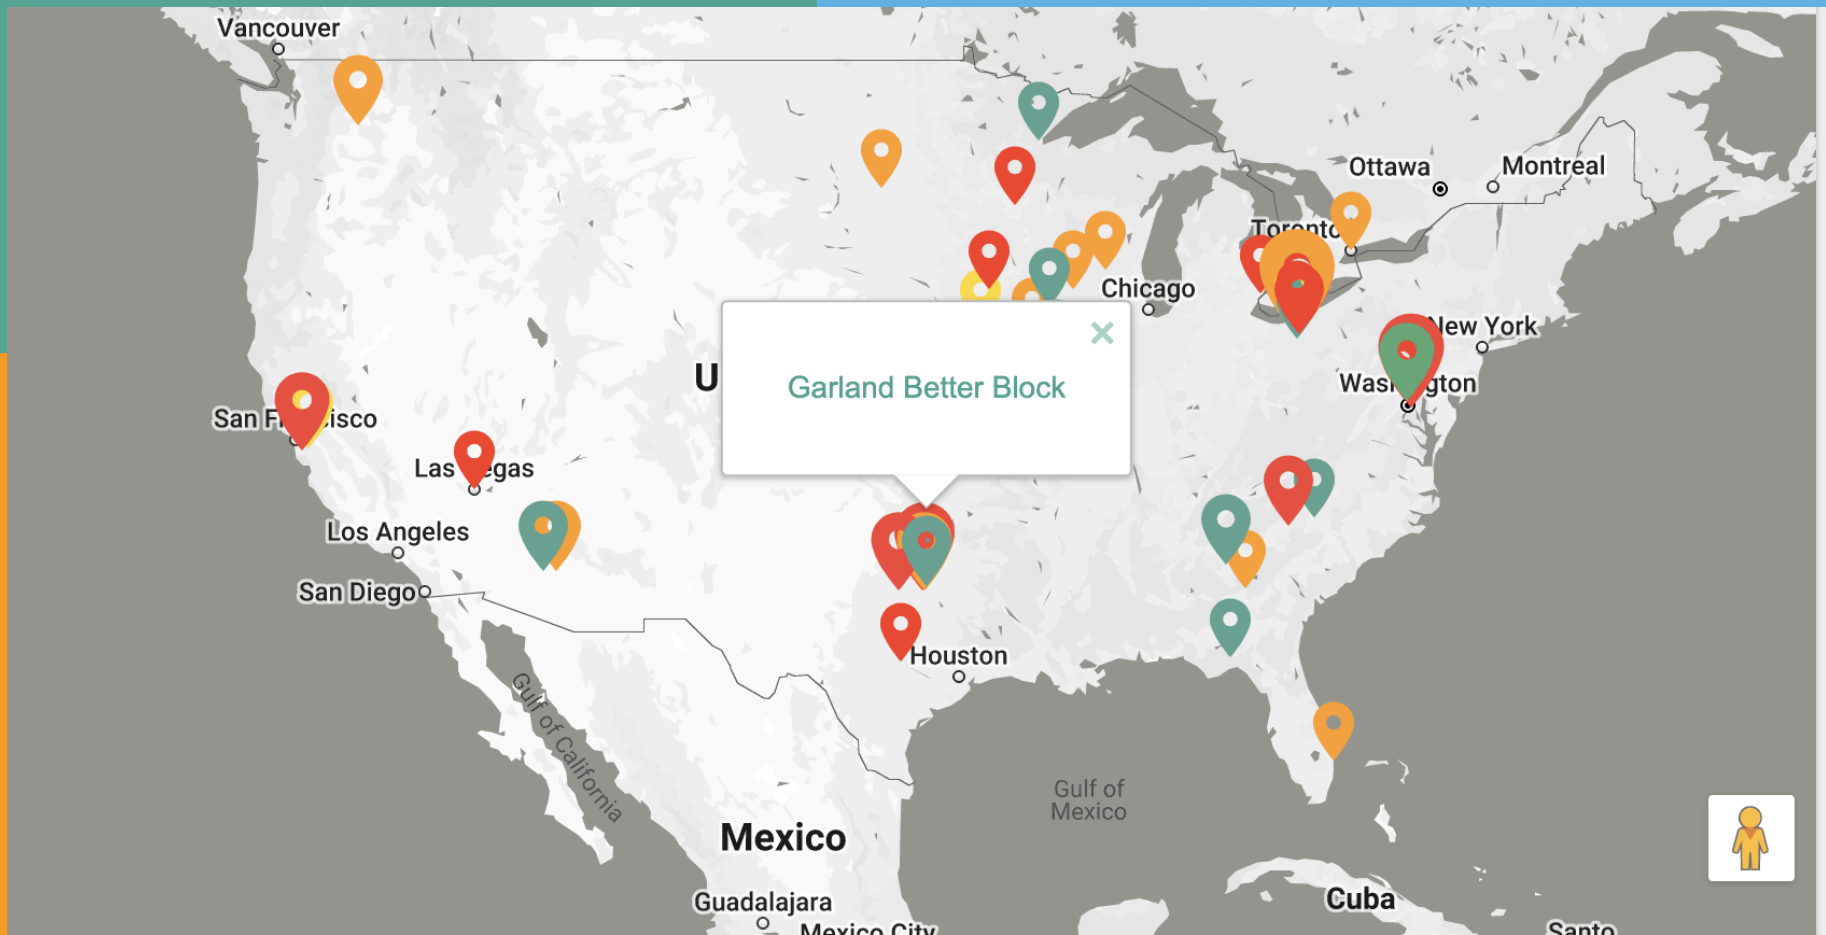 Vancouver
Ottawa
Montreal
Toronto
Chicago
New York
Garland Better Block
U
Washington
San Francisco
Las Vegas
Los Angeles
San Diego
Houston
Gulf of California
Gulf of
Mexico
Mexico
Guadalajara
Cuba
Mexico City
Santo